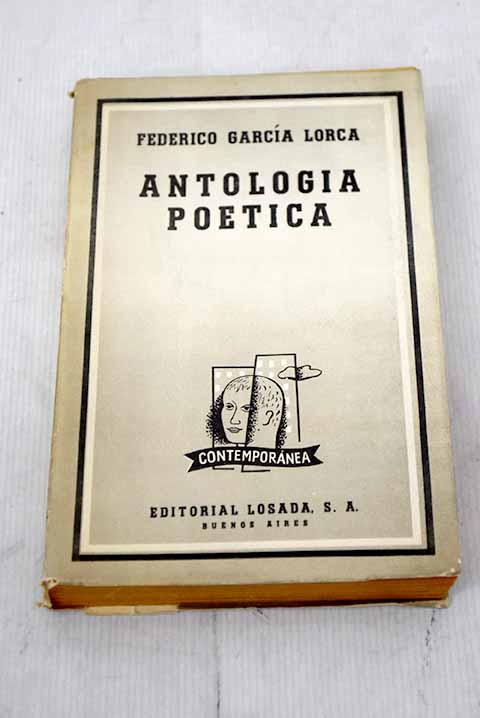 FEDERICO GARCÍA LORCA
ANTOLOGIA
POETICA
CONTEMPORÁNEA
EDITORIAL LOSADA, S. A.
BUENOS AIRES